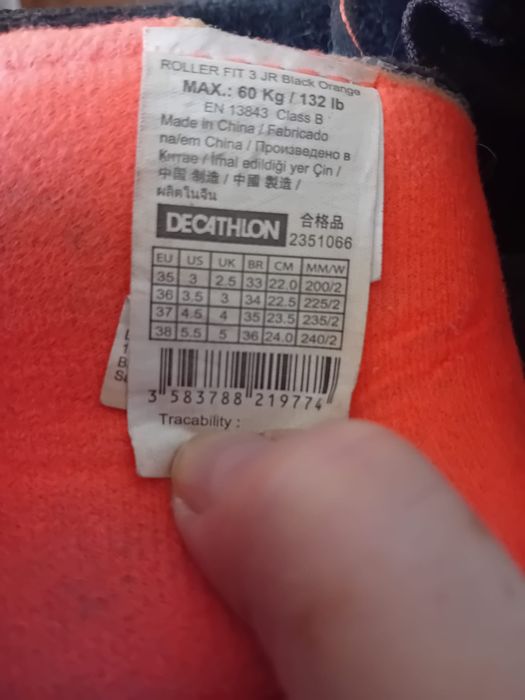 ROLLER FIT 3 JR Black Orange
MAX.: 60 Kg / 132 lb
EN 13843 Class B
Made in China / Fabricado
na/em China / Произведено в
Китае / İmal edildiği yer Çin /
中国 制造 / 中國 製造 /
ผลิตในจีน
DECATHLON 合格品
2351066
EU US UK BR CM MM/W
35 3 2.5 33 22.0 200/2
36 3.5 3 34 22.5 225/2
37 4.5 4 35 23.5 235/2
38 5.5 5 36 24.0 240/2
3 583788 219774
Tracability :